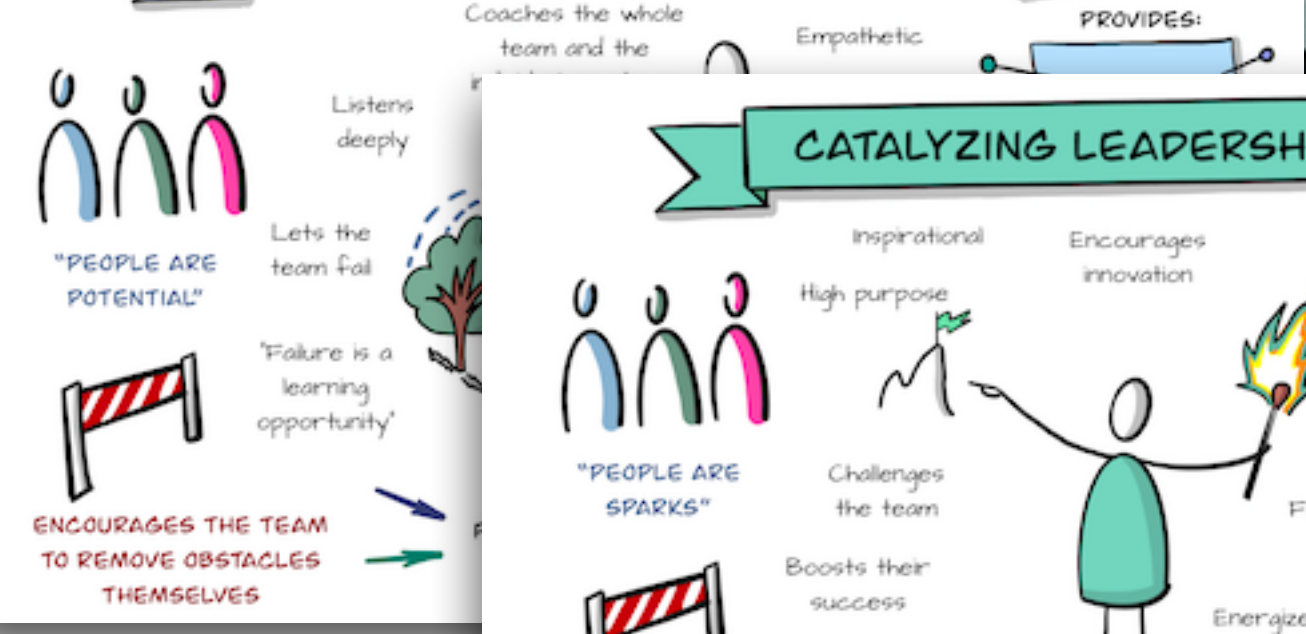 Coaches the whole
team and the
Empathetic
PROVIDES:
Listens
deeply
Lets the
team fail
"PEOPLE ARE
POTENTIAL"
"Failure is a
learning
opportunity"
ENCOURAGES THE TEAM
TO REMOVE OBSTACLES
THEMSELVES
CATALYZING LEADERSH
Inspirational
Encourages
innovation
High purpose
"PEOPLE ARE
SPARKS"
Challenges
the team
Boosts their
success
Energize